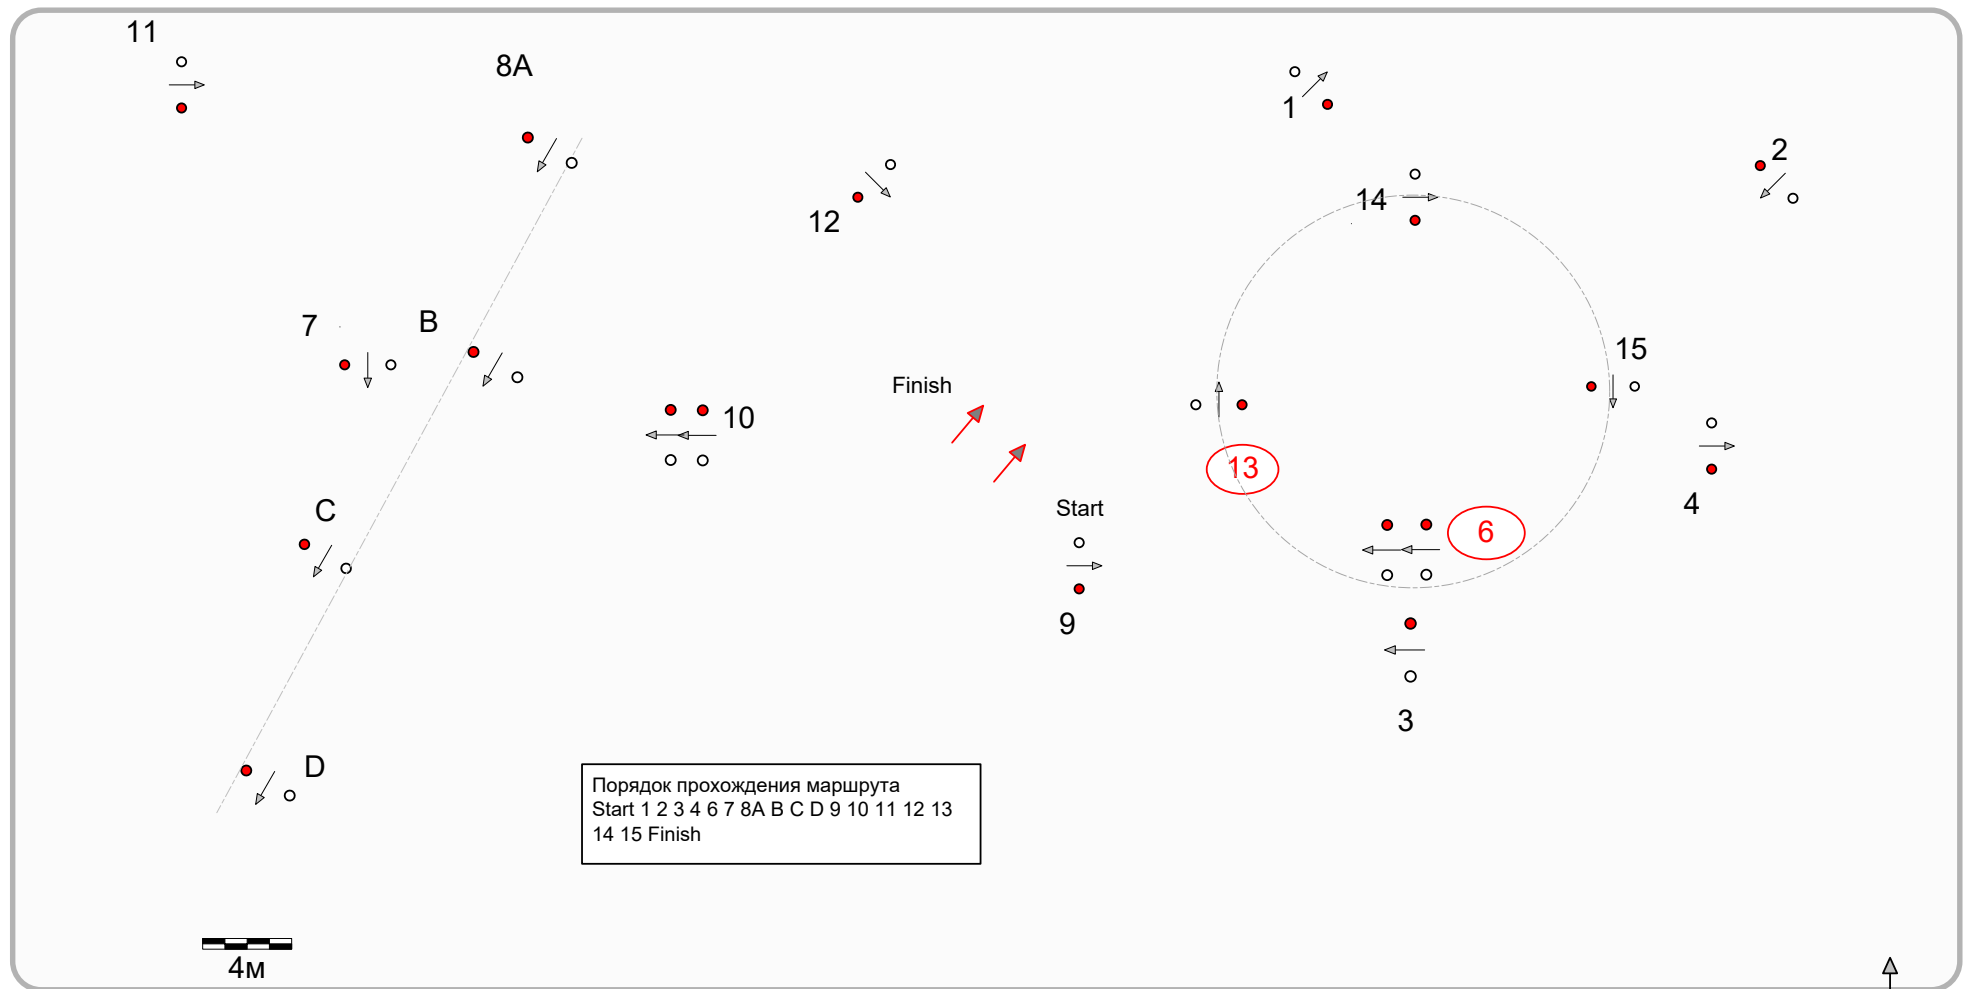 11
8A
1
2
14
12
7
B
15
Finish
10
13
C
Start
4
6
9
3
D
Порядок прохождения маршрута
Start 1 2 3 4 6 7 8A B C D 9 10 11 12 13
14 15 Finish
4м